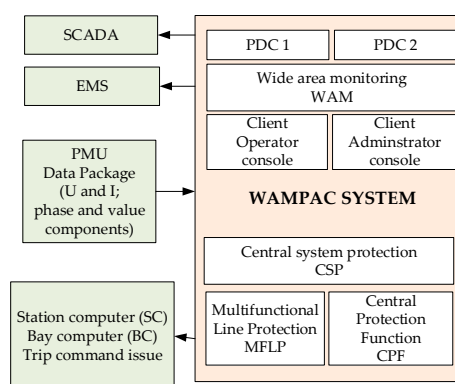 SCADA
EMS
PMU
Data Package
(U and I;
phase and value
components)
Station computer (SC)
Bay computer (BC)
Trip command issue
PDC 1
PDC 2
Wide area monitoring
WAM
Client
Operator
console
Client
Adminstrator
console
WAMPAC SYSTEM
Central system protection
CSP
Multifunctional
Line Protection
MFLP
Central
Protection
Function
CPF